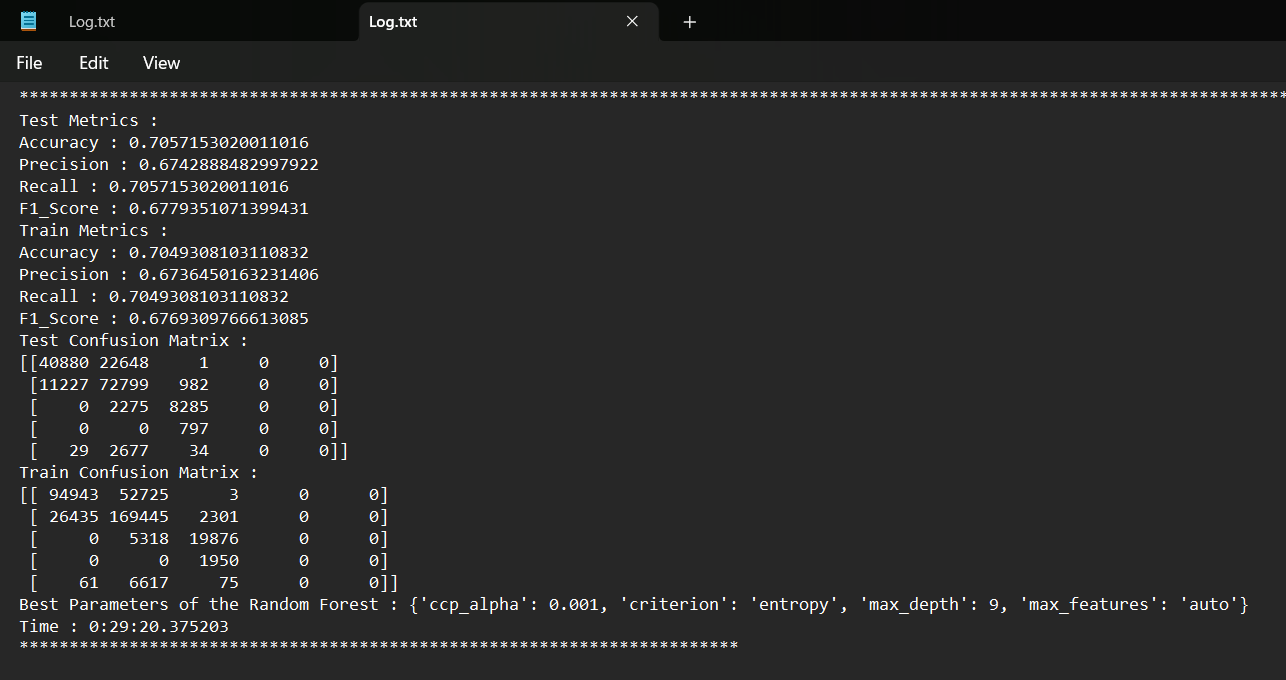 Log.txt
Log.txt
File Edit View
********************************************************************************************************************************
Test Metrics :
Accuracy : 0.7057153020011016
Precision : 0.6742888482997922
Recall : 0.7057153020011016
F1_Score : 0.6779351071399431
Train Metrics :
Accuracy : 0.7049308103110832
Precision : 0.6736450163231406
Recall : 0.7049308103110832
F1_Score : 0.6769309766613085
Test Confusion Matrix :
[[40880 22648     1     0     0]
 [11227 72799   982     0     0]
 [    0  2275  8285     0     0]
 [    0     0   797     0     0]
 [   29  2677    34     0     0]]
Train Confusion Matrix :
[[ 94943  52725      3      0      0]
 [ 26435 169445   2301      0      0]
 [     0   5318  19876      0      0]
 [     0      0   1950      0      0]
 [    61   6617     75      0      0]]
Best Parameters of the Random Forest : {'ccp_alpha': 0.001, 'criterion': 'entropy', 'max_depth': 9, 'max_features': 'auto'}
Time : 0:29:20.375203
************************************************************************